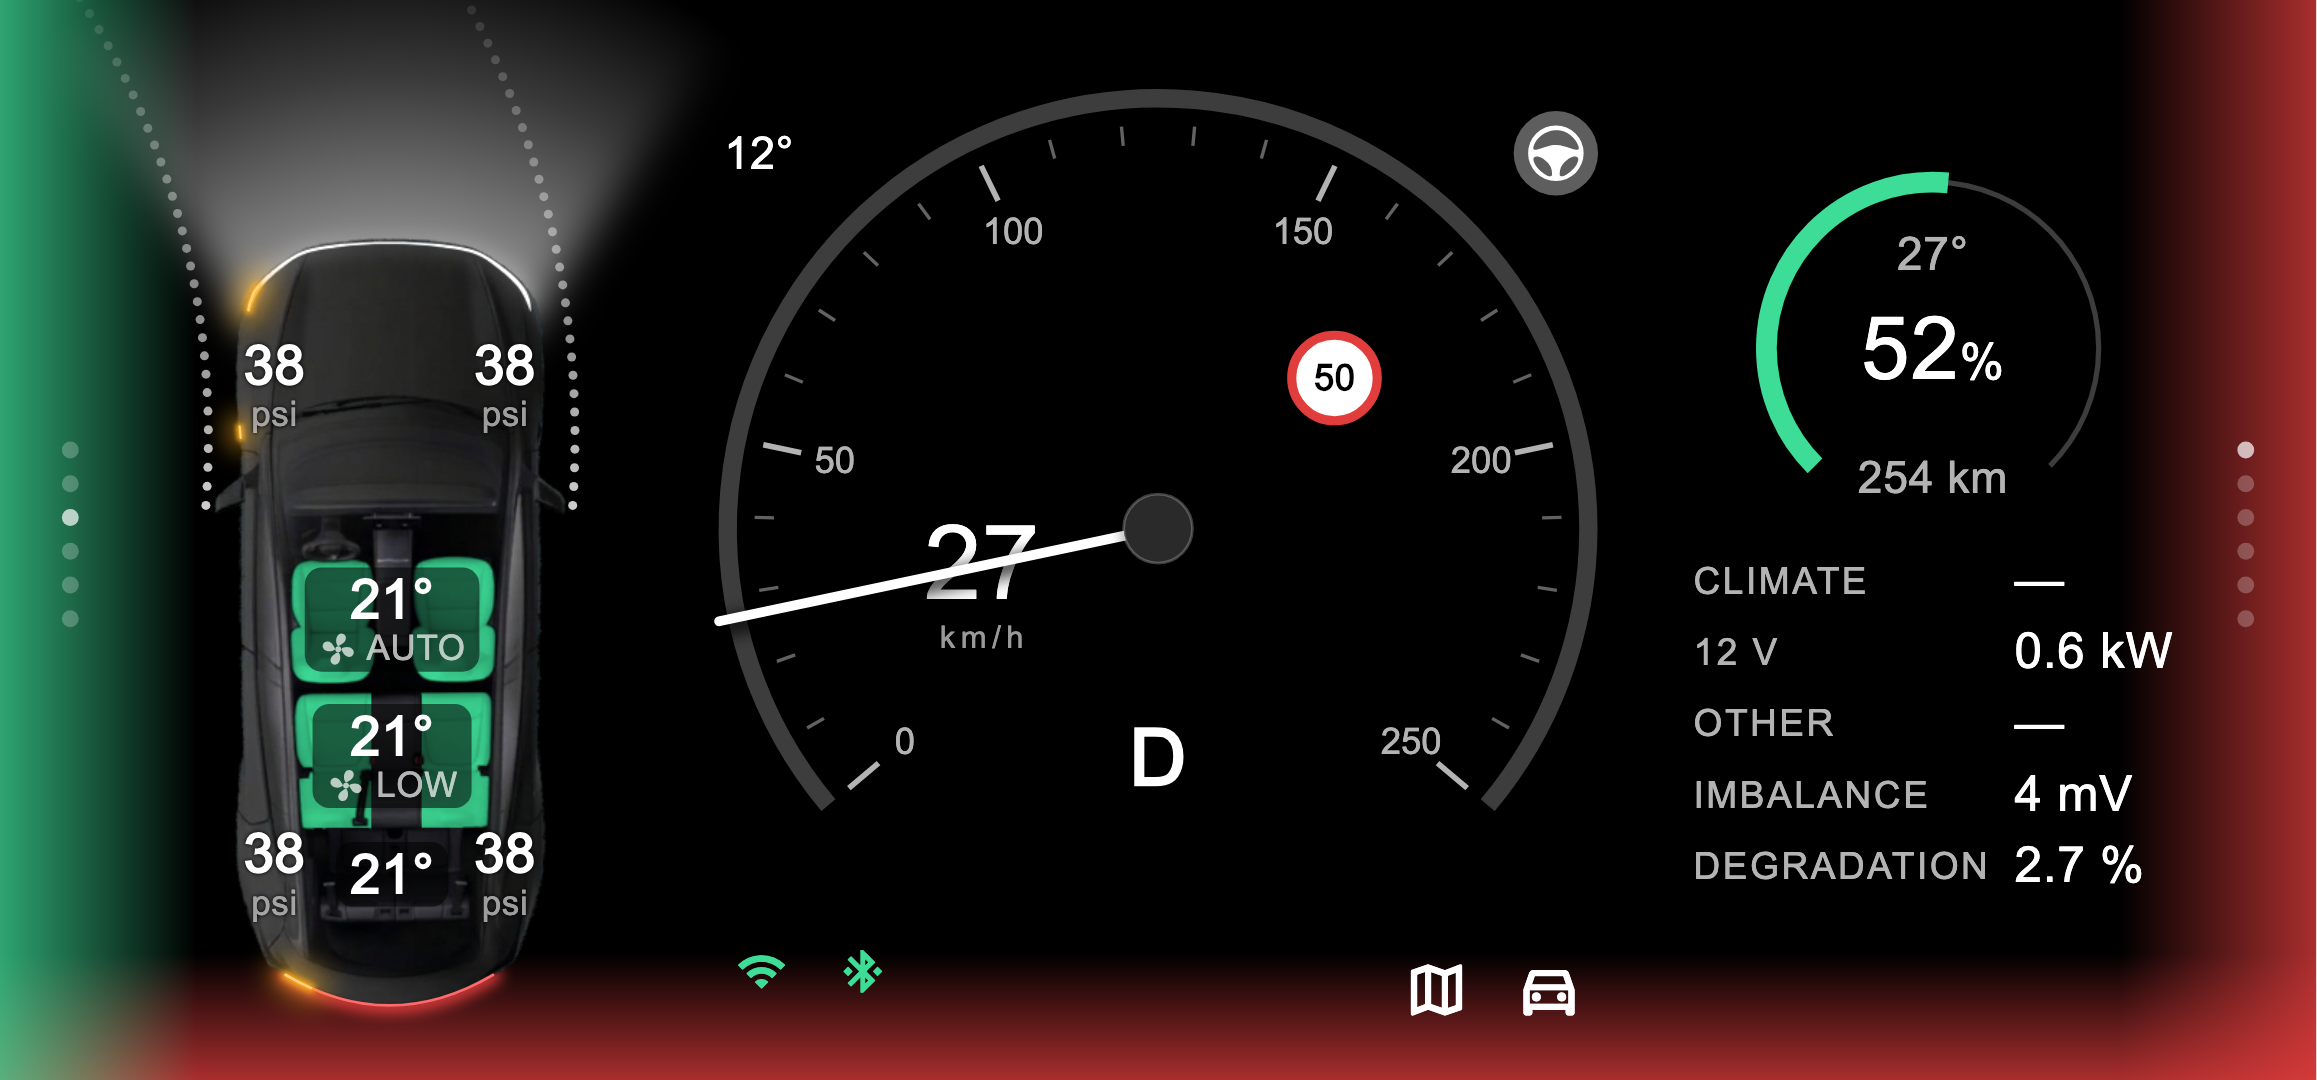 12°
100
150
50
50
200
27
km/h
0
250
D
38
psi
38
psi
21°
AUTO
21°
LOW
38
psi
21°
38
psi
27°
52%
254 km
CLIMATE —
12 V 0.6 kW
OTHER —
IMBALANCE 4 mV
DEGRADATION 2.7 %